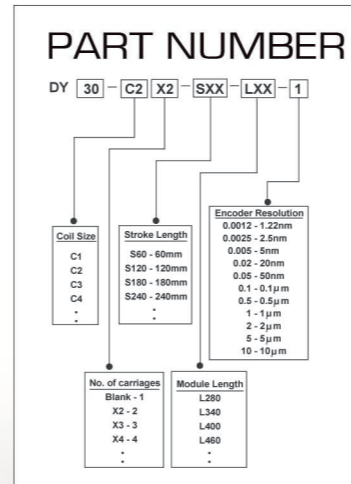 PART NUMBER
DY 30 - C2 X2 - SXX - LXX - 1
Coil Size
C1
C2
C3
C4
:
Stroke Length
S60 - 60mm
S120 - 120mm
S180 - 180mm
S240 - 240mm
:
Encoder Resolution
0.0012 - 1.22nm
0.0025 - 2.5nm
0.005 - 5nm
0.02 - 20nm
0.05 - 50nm
0.1 - 0.1µm
0.5 - 0.5µm
1 - 1µm
2 - 2µm
5 - 5µm
10 - 10µm
No. of carriages
Blank - 1
X2 - 2
X3 - 3
X4 - 4
:
Module Length
L280
L340
L400
L460
: